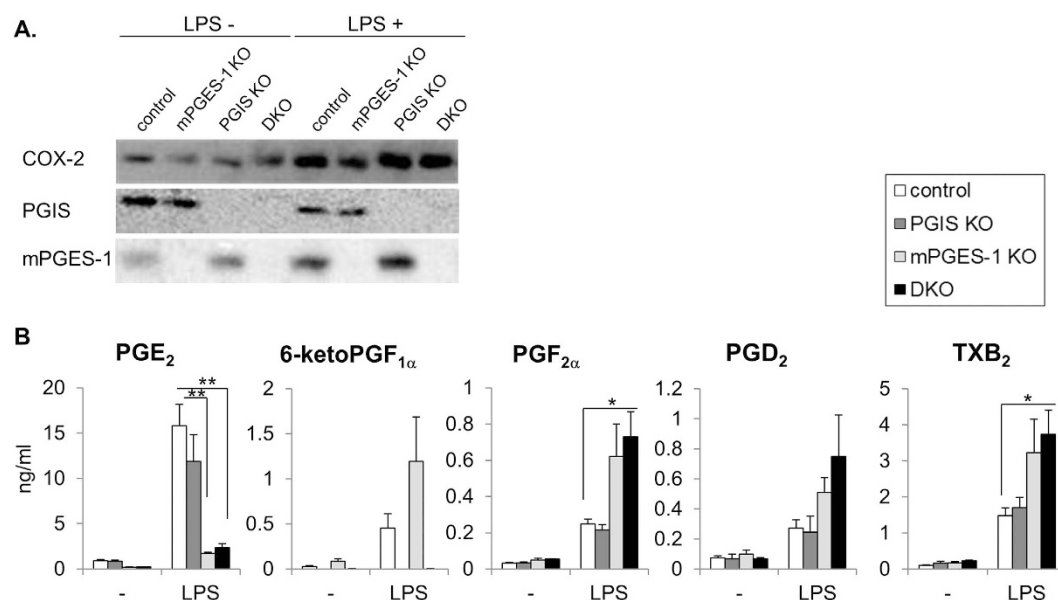 A.
LPS - LPS +
control mPGES-1 KO PGIS KO DKO control mPGES-1 KO PGIS KO DKO
COX-2
PGIS
mPGES-1
control
PGIS KO
mPGES-1 KO
DKO
B
PGE2 6-ketoPGF1α PGF2α PGD2 TXB2
ng/ml
20
15
10
5
0
** **
- LPS
2
1.5
1
0.5
0
- LPS
1
0.8
0.6
0.4
0.2
0
*
- LPS
1.2
1
0.8
0.6
0.4
0.2
0
- LPS
5
4
3
2
1
0
*
- LPS